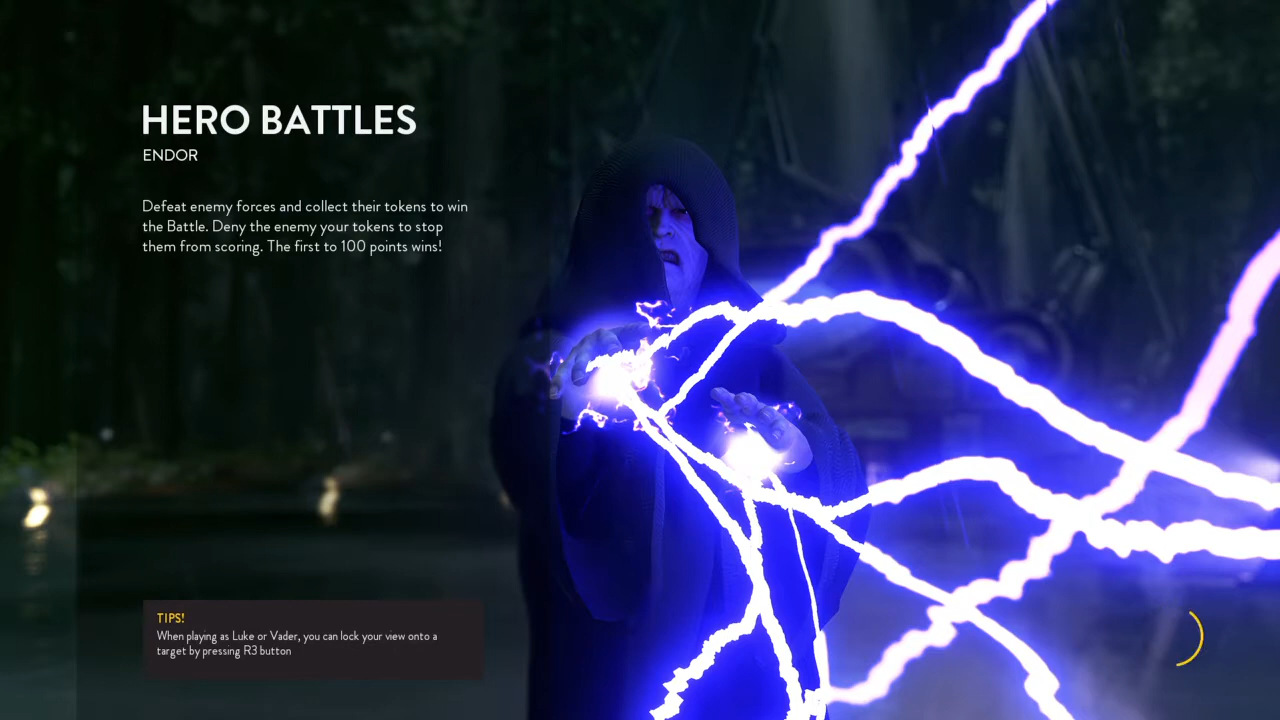 HERO BATTLES
ENDOR
Defeat enemy forces and collect their tokens to win
the Battle. Deny the enemy your tokens to stop
them from scoring. The first to 100 points wins!
TIPS!
When playing as Luke or Vader, you can lock your view onto a
target by pressing R3 button